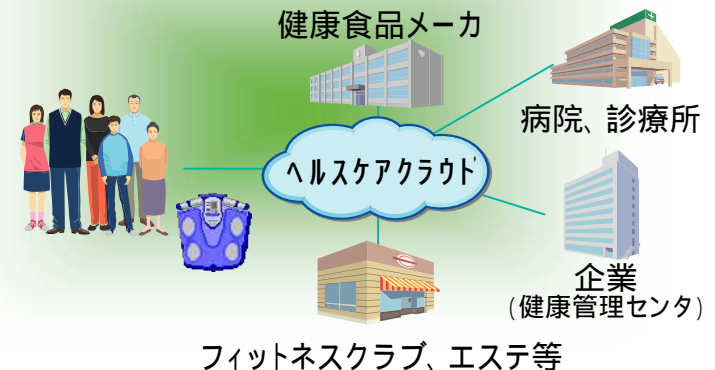 健康食品メーカ
病院、診療所
ヘルスケアクラウド
企業
(健康管理センタ)
フィットネスクラブ、エステ等